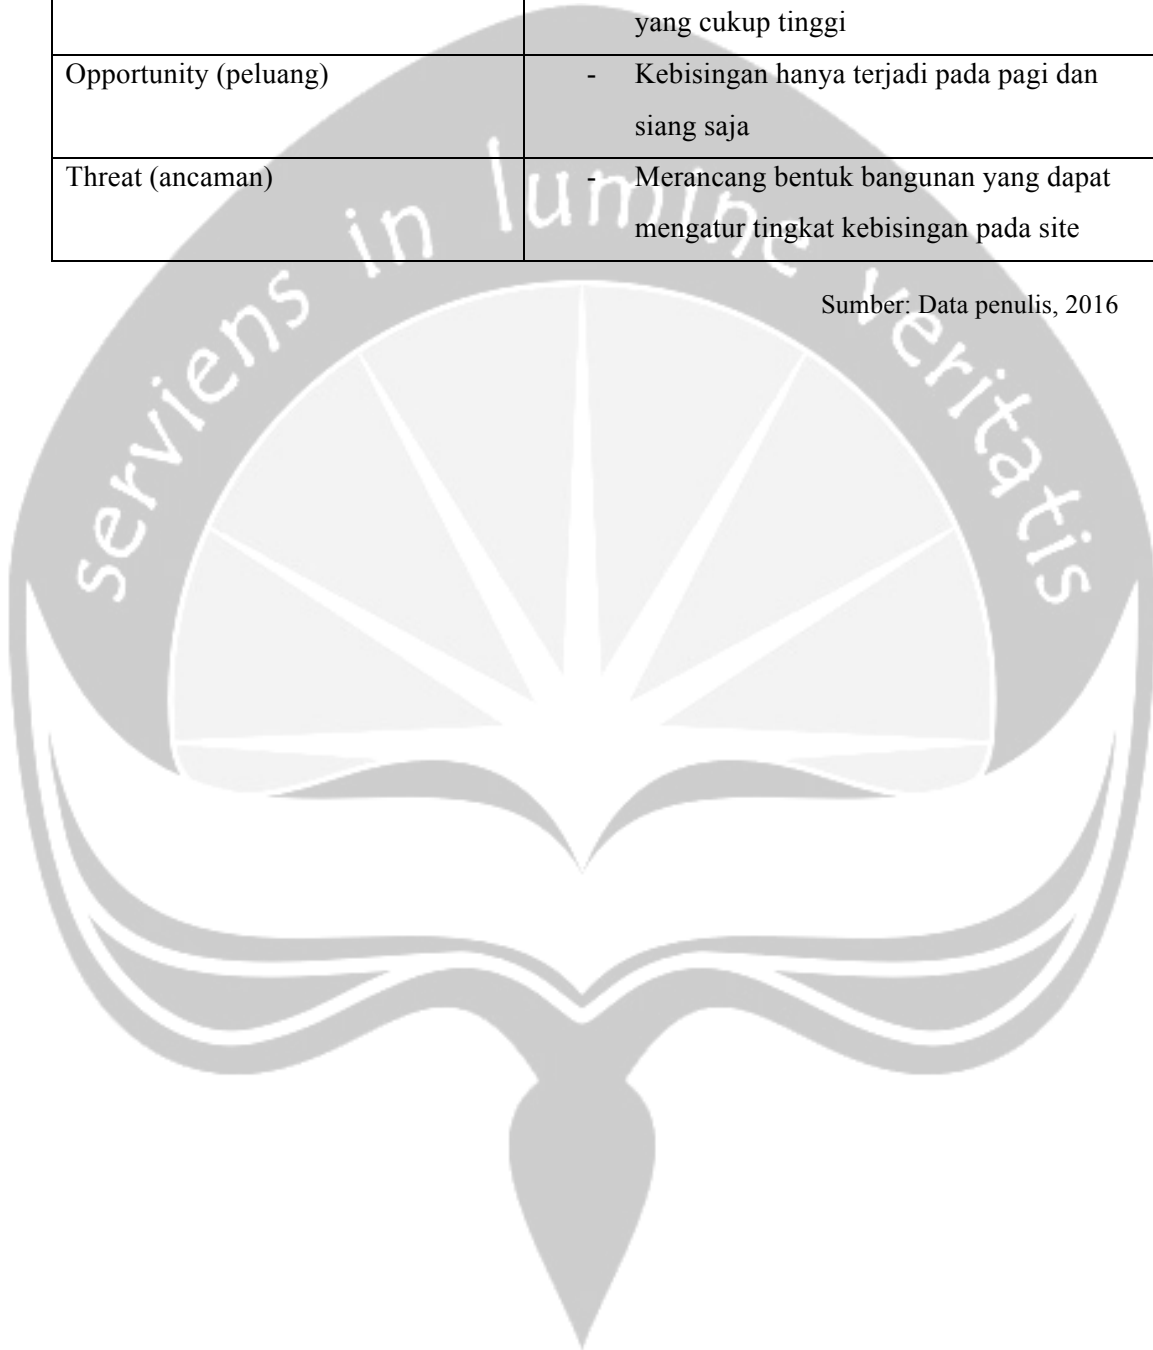 yang cukup tinggi
Opportunity (peluang) - Kebisingan hanya terjadi pada pagi dan
siang saja
Threat (ancaman) - Merancang bentuk bangunan yang dapat
mengatur tingkat kebisingan pada site
Sumber: Data penulis, 2016
serviens in lumine veritatis